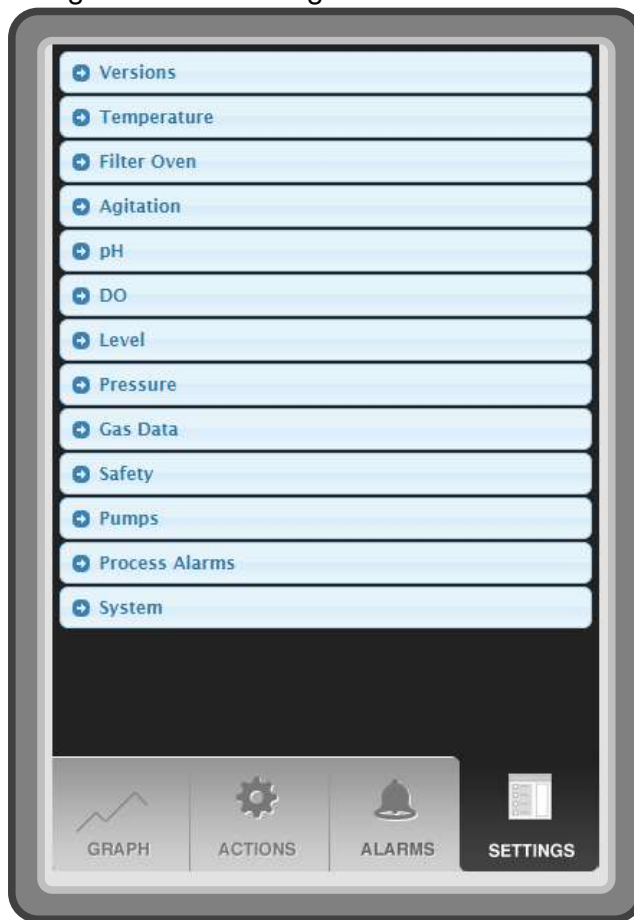 Versions
Temperature
Filter Oven
Agitation
pH
DO
Level
Pressure
Gas Data
Safety
Pumps
Process Alarms
System
GRAPH
ACTIONS
ALARMS
SETTINGS